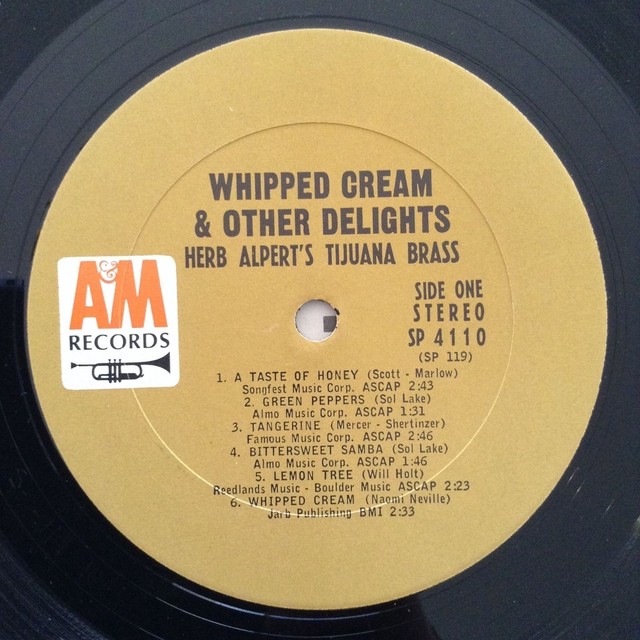 WHIPPED CREAM
& OTHER DELIGHTS
HERB ALPERT'S TIJUANA BRASS
A&M
RECORDS
SIDE ONE
STEREO
SP 4110
(SP 119)
1. A TASTE OF HONEY (Scott - Marlow)
Songfest Music Corp. ASCAP 2:43
2. GREEN PEPPERS (Sol Lake)
Almo Music Corp. ASCAP 1:31
3. TANGERINE (Mercer - Shertinzer)
Famous Music Corp. ASCAP 2:46
4. BITTERSWEET SAMBA (Sol Lake)
Almo Music Corp. ASCAP 1:46
5. LEMON TREE (Will Holt)
Reedlands Music - Boulder Music ASCAP 2:23
6. WHIPPED CREAM (Naomi Neville)
Jarb Publishing BMI 2:33